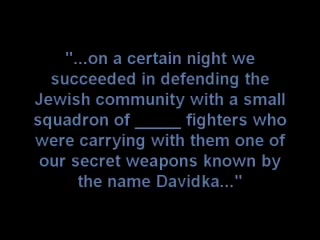 "...on a certain night we
succeeded in defending the
Jewish community with a small
squadron of _____ fighters who
were carrying with them one of
our secret weapons known by
the name Davidka..."